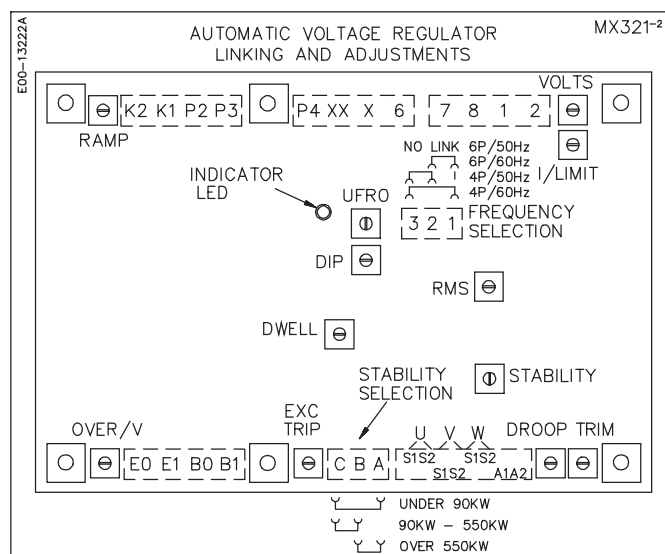 E00-13222A
AUTOMATIC VOLTAGE REGULATOR
LINKING AND ADJUSTMENTS
MX321-2
VOLTS
K2 K1 P2 P3
P4 XX X 6
7 8 1 2
RAMP
NO LINK 6P/50Hz
6P/60Hz
4P/50Hz
4P/60Hz
I/LIMIT
INDICATOR
LED
UFRO
3 2 1
FREQUENCY
SELECTION
DIP
RMS
DWELL
STABILITY
SELECTION
STABILITY
OVER/V
EXC
TRIP
U V W
DROOP TRIM
E0 E1 B0 B1
C B A
S1S2 S1S2
S1S2 A1A2
UNDER 90KW
90KW - 550KW
OVER 550KW